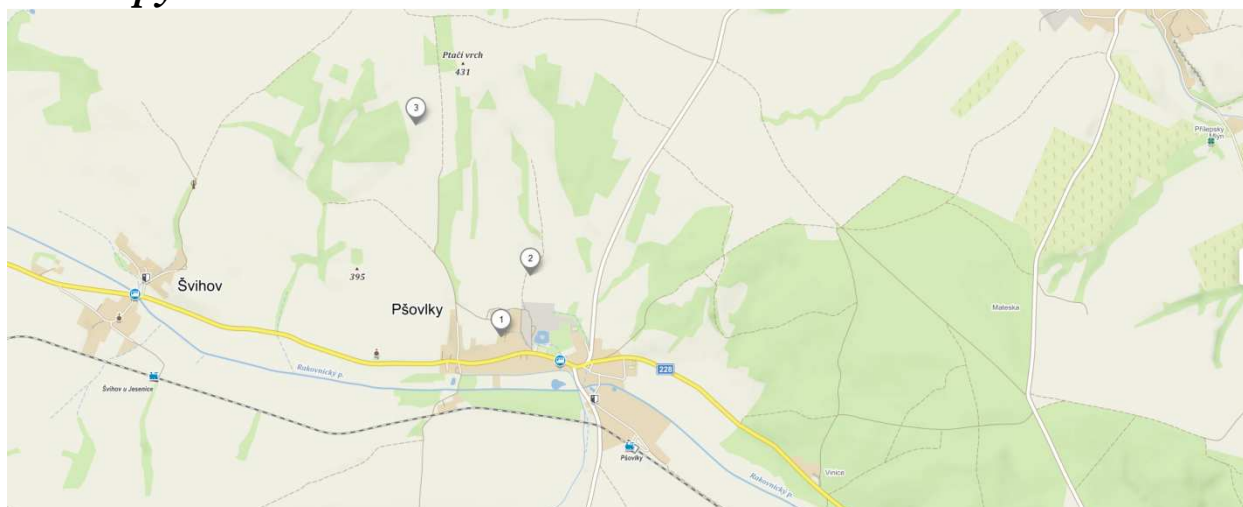 Ptačí vrch
431
3
Přílepský
Mlýn
2
Švihov
395
Mateska
Pšovlky
1
Rakovnický p.
228
Švihov u Jesenice
Pšovlky
Vinice
Rakovnický p.